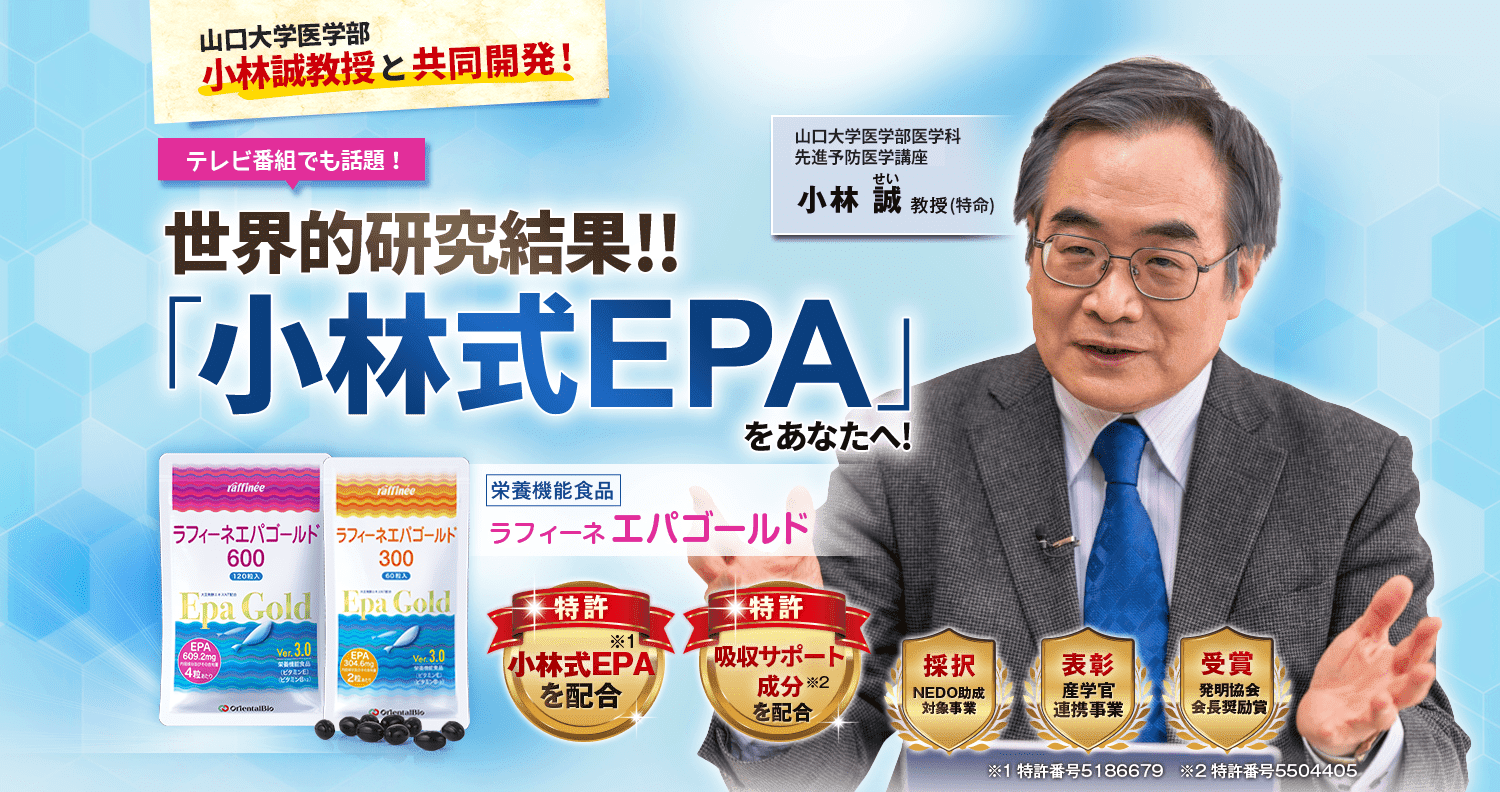 山口大学医学部
小林誠教授と共同開発!
テレビ番組でも話題!
世界的研究結果!!
「小林式EPA」
をあなたへ!
山口大学医学部医学科
先進予防医学講座
せい
小林 誠 教授(特命)
栄養機能食品
ラフィーネ エパゴールド
raffinée
ラフィーネエパゴールド
600
120粒入
Epa Gold
EPA
609.2mg
4粒あたり
Ver.3.0
栄養機能食品
OrientalBio
raffinée
ラフィーネエパゴールド
300
60粒入
Epa Gold
EPA
304.6mg
2粒あたり
Ver.3.0
栄養機能食品
OrientalBio
特許
※1
小林式EPA
を配合
特許
吸収サポート
成分※2
を配合
採択
NEDO助成
対象事業
表彰
産学官
連携事業
受賞
発明協会
会長奨励賞
※1 特許番号5186679 ※2 特許番号5504405